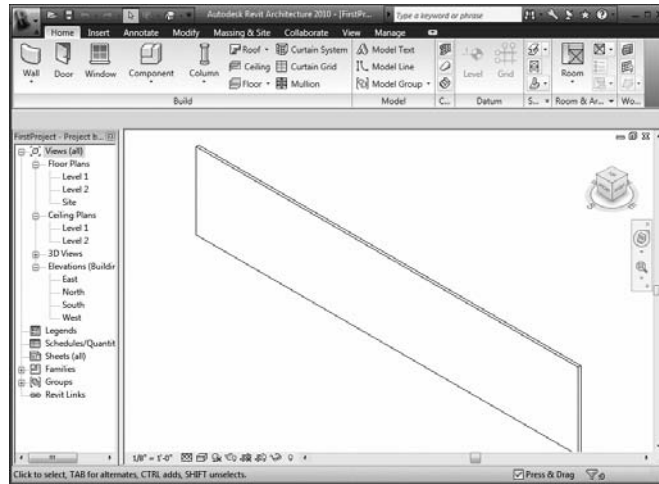 Autodesk Revit Architecture 2010 - [FirstPr... Type a keyword or phrase
Home Insert Annotate Modify Massing & Site Collaborate View Manage
Wall Door Window Component Column
Roof Curtain System
Ceiling Curtain Grid
Floor Mullion
Model Text
Model Line
Model Group
Level Grid Room
Build Model C... Datum S... Room & Ar... Wo...
FirstProject - Project b...
Views (all)
Floor Plans
Level 1
Level 2
Site
Ceiling Plans
Level 1
Level 2
3D Views
Elevations (Buildir
East
North
South
West
Legends
Schedules/Quantit
Sheets (all)
Families
Groups
Revit Links
1/8" = 1'-0"
Click to select, TAB for alternates, CTRL adds, SHIFT unselects. Press & Drag